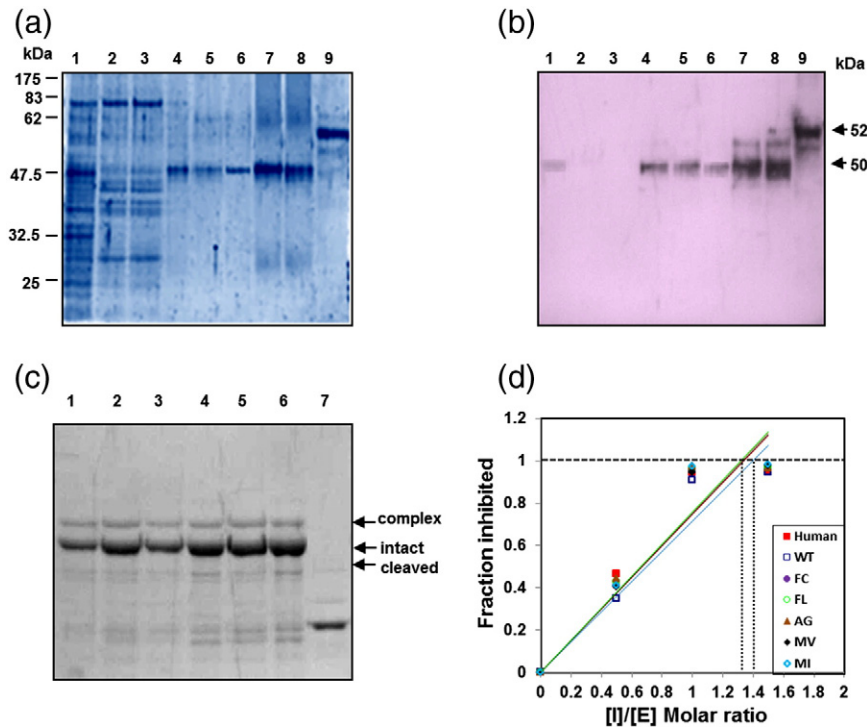 (a)
kDa 1 2 3 4 5 6 7 8 9
175
83
62
47.5
32.5
25
(b)
1 2 3 4 5 6 7 8 9 kDa
52
50
(c)
1 2 3 4 5 6 7
complex
intact
cleaved
(d)
Fraction inhibited
1.2
1
0.8
0.6
0.4
0.2
0
0 0.2 0.4 0.6 0.8 1 1.2 1.4 1.6 1.8 2
[I]/[E] Molar ratio
Human
WT
FC
FL
AG
MV
MI